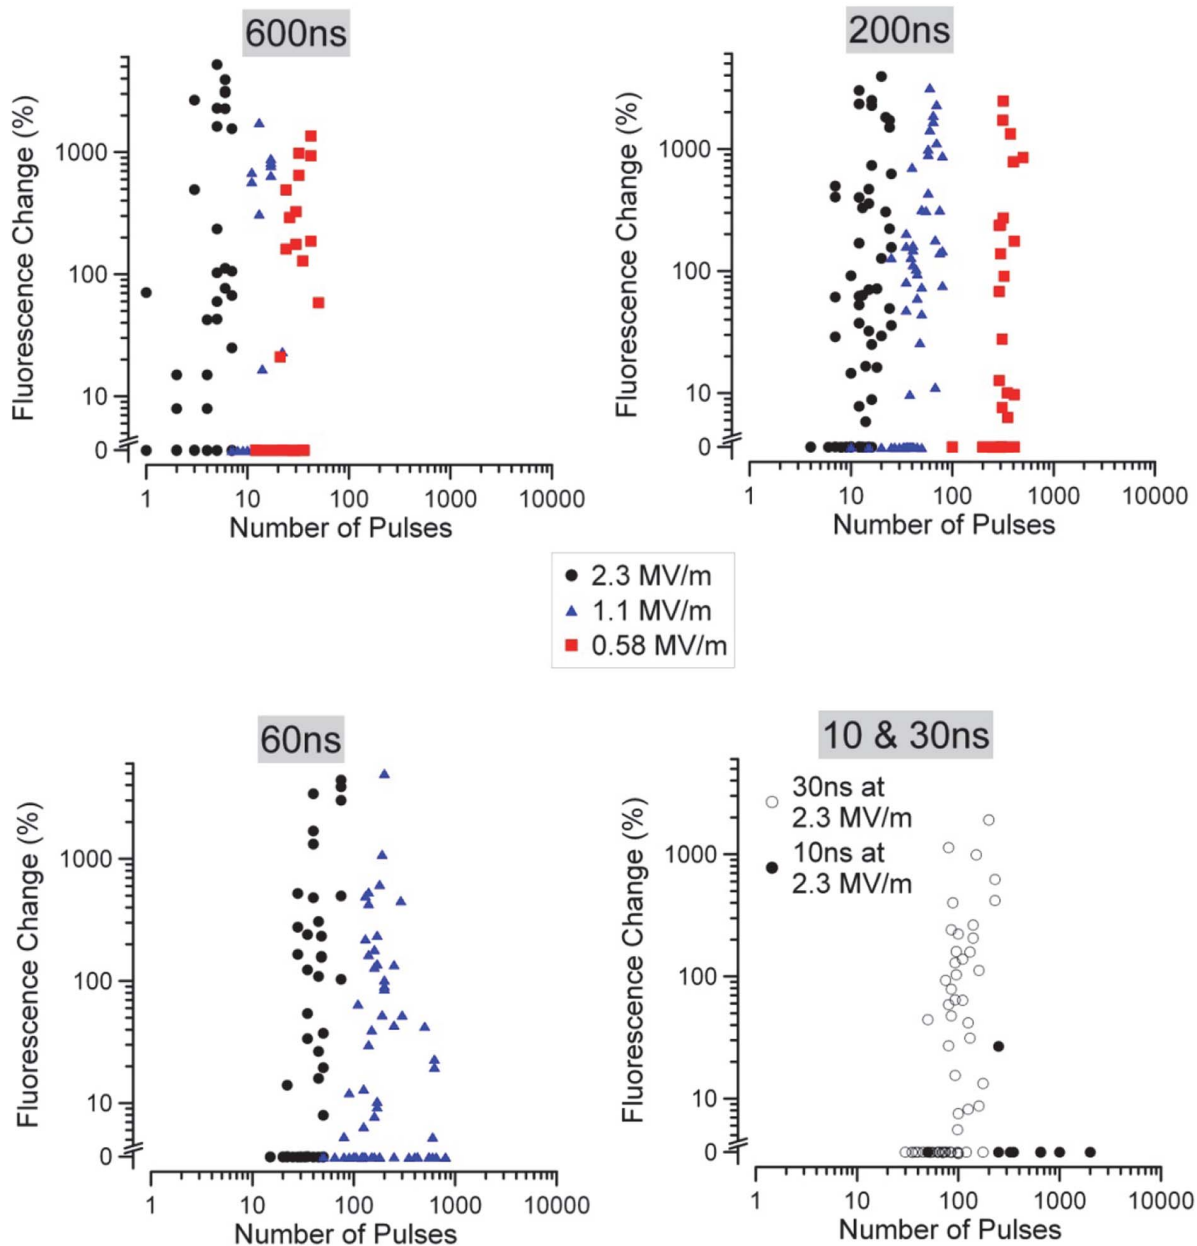 600ns
200ns
Fluorescence Change (%)
1000
100
10
0
1
10
100
1000
10000
Number of Pulses
Fluorescence Change (%)
1000
100
10
0
1
10
100
1000
10000
Number of Pulses
2.3 MV/m
1.1 MV/m
0.58 MV/m
60ns
10 & 30ns
Fluorescence Change (%)
1000
100
10
0
1
10
100
1000
10000
Number of Pulses
30ns at
2.3 MV/m
10ns at
2.3 MV/m
Fluorescence Change (%)
1000
100
10
0
1
10
100
1000
10000
Number of Pulses